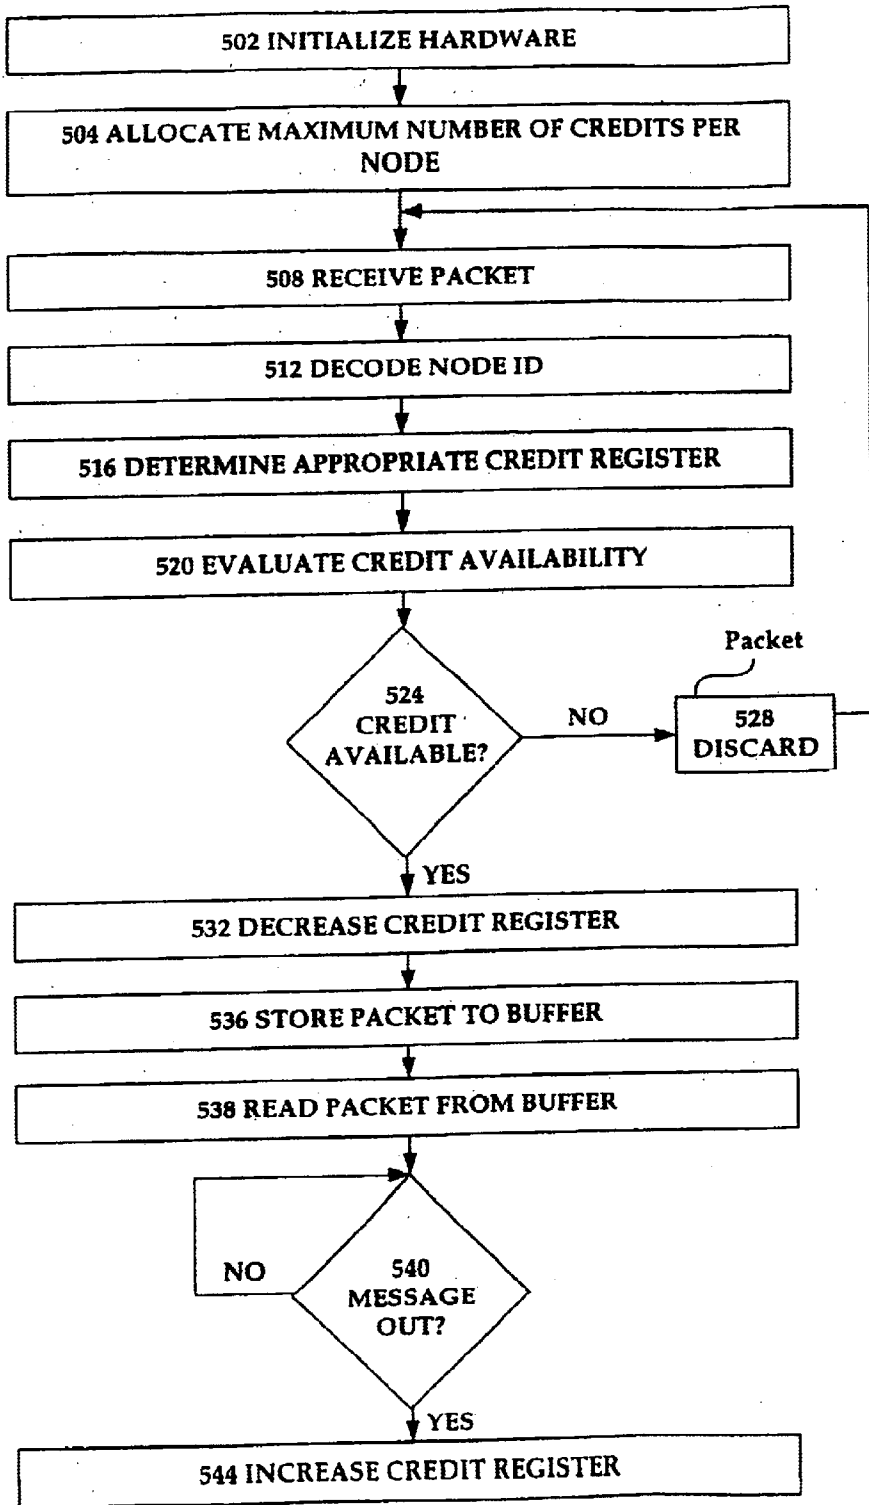 502 INITIALIZE HARDWARE
504 ALLOCATE MAXIMUM NUMBER OF CREDITS PER
NODE
508 RECEIVE PACKET
512 DECODE NODE ID
516 DETERMINE APPROPRIATE CREDIT REGISTER
520 EVALUATE CREDIT AVAILABILITY
524
CREDIT
AVAILABLE?
NO
Packet
528
DISCARD
YES
532 DECREASE CREDIT REGISTER
536 STORE PACKET TO BUFFER
538 READ PACKET FROM BUFFER
NO
540
MESSAGE
OUT?
YES
544 INCREASE CREDIT REGISTER